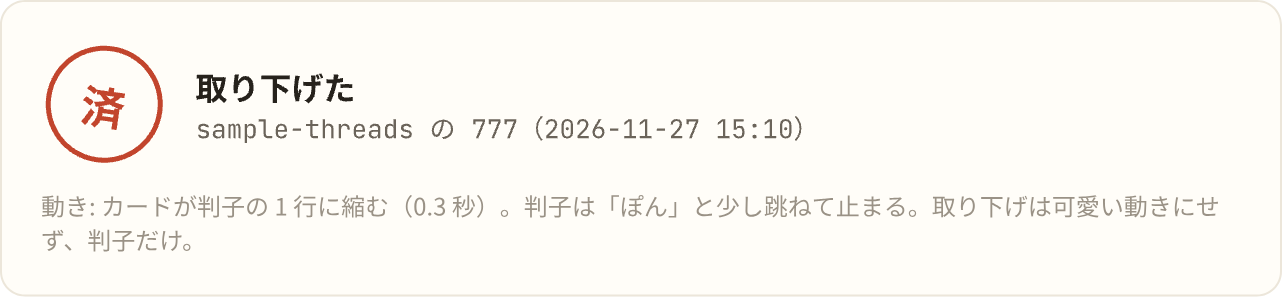 済
取り下げた
sample-threads の 777（2026-11-27 15:10）
動き: カードが判子の 1 行に縮む（0.3 秒）。判子は「ぽん」と少し跳ねて止まる。取り下げは可愛い動きにせ
ず、判子だけ。